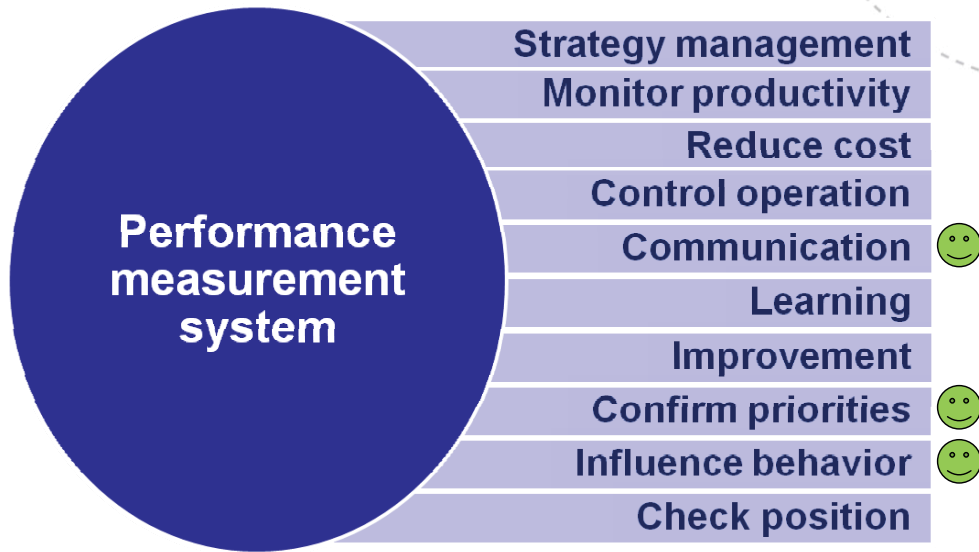 Performance
measurement
system
Strategy management
Monitor productivity
Reduce cost
Control operation
Communication
Learning
Improvement
Confirm priorities
Influence behavior
Check position